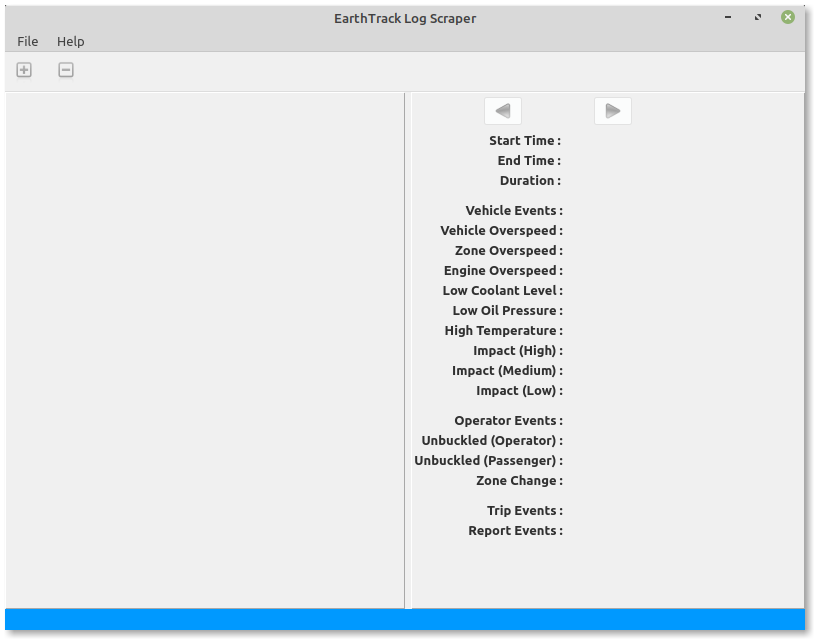 EarthTrack Log Scraper
File Help
Start Time :
End Time :
Duration :
Vehicle Events :
Vehicle Overspeed :
Zone Overspeed :
Engine Overspeed :
Low Coolant Level :
Low Oil Pressure :
High Temperature :
Impact (High) :
Impact (Medium) :
Impact (Low) :
Operator Events :
Unbuckled (Operator) :
Unbuckled (Passenger) :
Zone Change :
Trip Events :
Report Events :